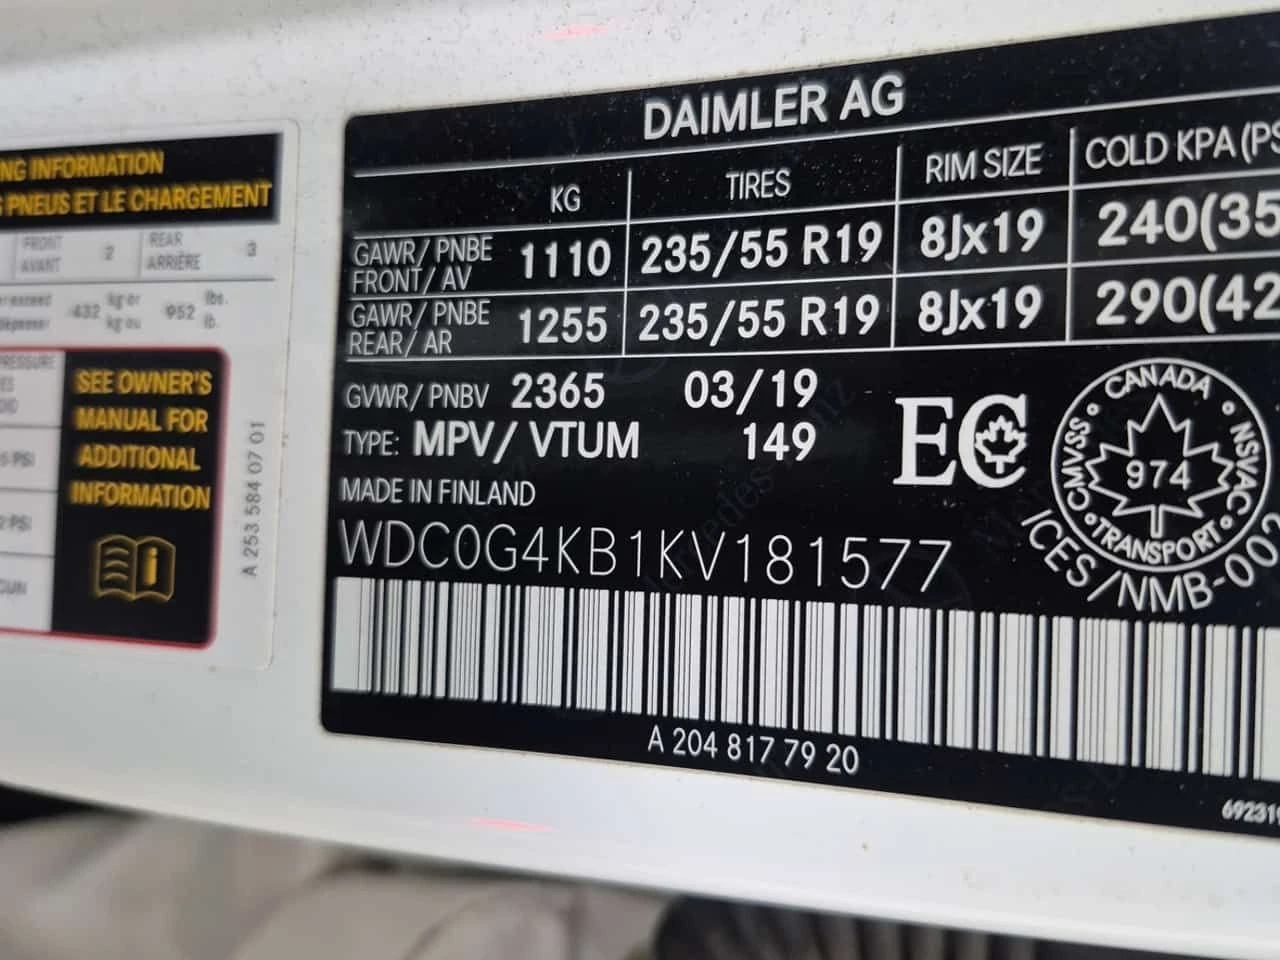 NG INFORMATION
S PNEUS ET LE CHARGEMENT
FRONT
AVANT
2
REAR
ARRIÈRE
3
432 kg or
kg ou
952 lbs.
lb.
PRESSURE
SEE OWNER'S
MANUAL FOR
ADDITIONAL
INFORMATION
PSI
PSI
A 253 584 07 01
DAIMLER AG
KG TIRES RIM SIZE COLD KPA (PS
GAWR/ PNBE
FRONT/ AV
1110 235/55 R19 8Jx19 240(35
GAWR/ PNBE
REAR/ AR
1255 235/55 R19 8Jx19 290(42
GVWR/ PNBV 2365 03/19
TYPE: MPV/ VTUM 149
MADE IN FINLAND
WDC0G4KB1KV181577
EC
CANADA
CMVSS
NSVAC
974
TRANSPORT
ICES/NMB-00
A 204 817 79 20
69231